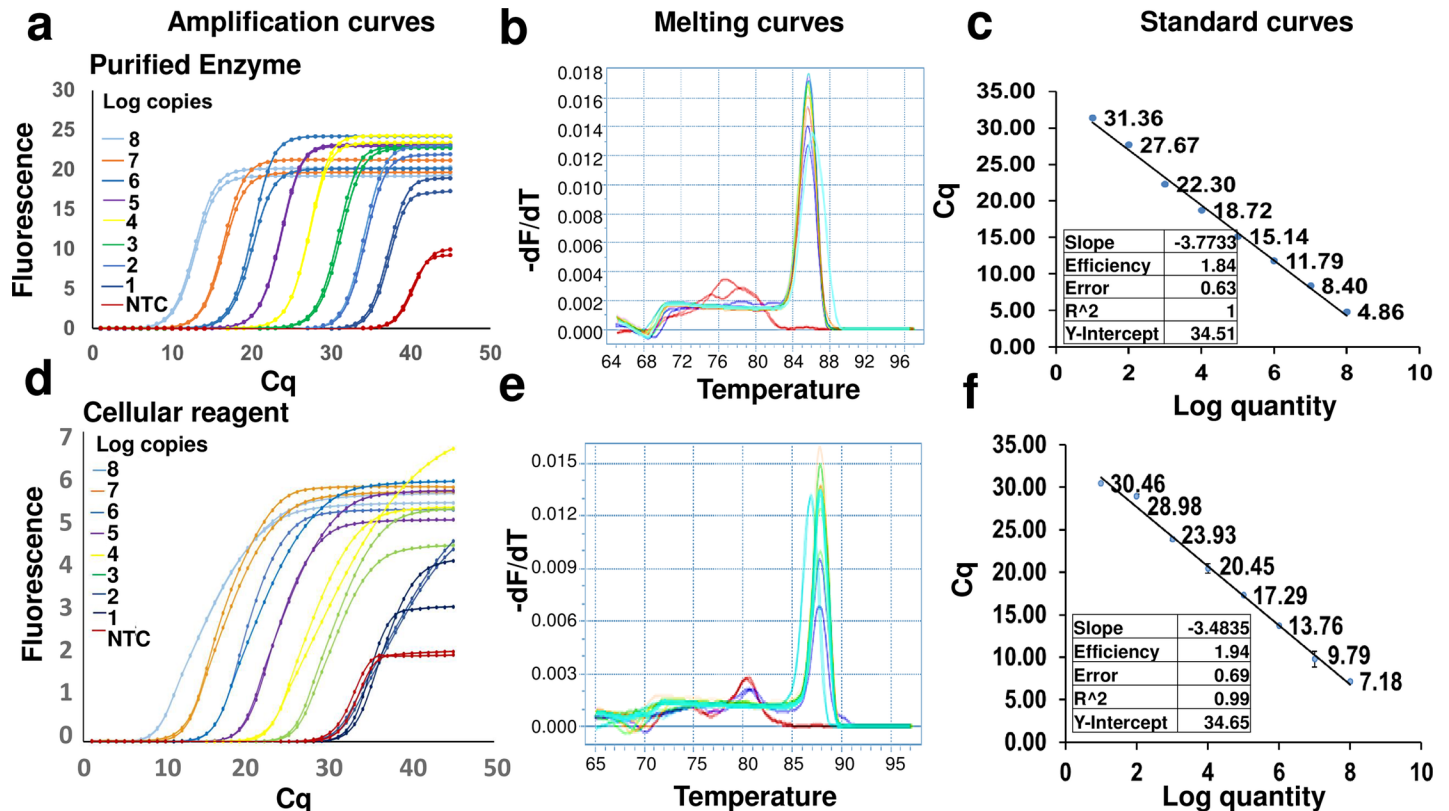 a
Amplification curves
b
Melting curves
c
Standard curves
Purified Enzyme
Log copies
8
7
6
5
4
3
2
1
NTC
30
25
20
15
10
5
0
Fluorescence
0 10 20 30 40 50
Cq
0.018
0.016
0.014
0.012
0.010
0.008
0.006
0.004
0.002
0.000
-dF/dT
64 68 72 76 80 84 88 92 96
Temperature
35.00
30.00
25.00
20.00
15.00
10.00
5.00
0.00
Cq
31.36
27.67
22.30
18.72
15.14
11.79
8.40
4.86
Slope -3.7733
Efficiency 1.84
Error 0.63
R^2 1
Y-Intercept 34.51
0 2 4 6 8 10
Log quantity
d
Cellular reagent
Log copies
8
7
6
5
4
3
2
1
NTC
7
6
5
4
3
2
1
0
Fluorescence
0 10 20 30 40 50
Cq
e
0.015
0.012
0.009
0.006
0.003
0.000
-dF/dT
65 70 75 80 85 90 95
Temperature
f
35.00
30.00
25.00
20.00
15.00
10.00
5.00
0.00
Cq
30.46
28.98
23.93
20.45
17.29
13.76
9.79
7.18
Slope -3.4835
Efficiency 1.94
Error 0.69
R^2 0.99
Y-Intercept 34.65
0 2 4 6 8 10
Log quantity